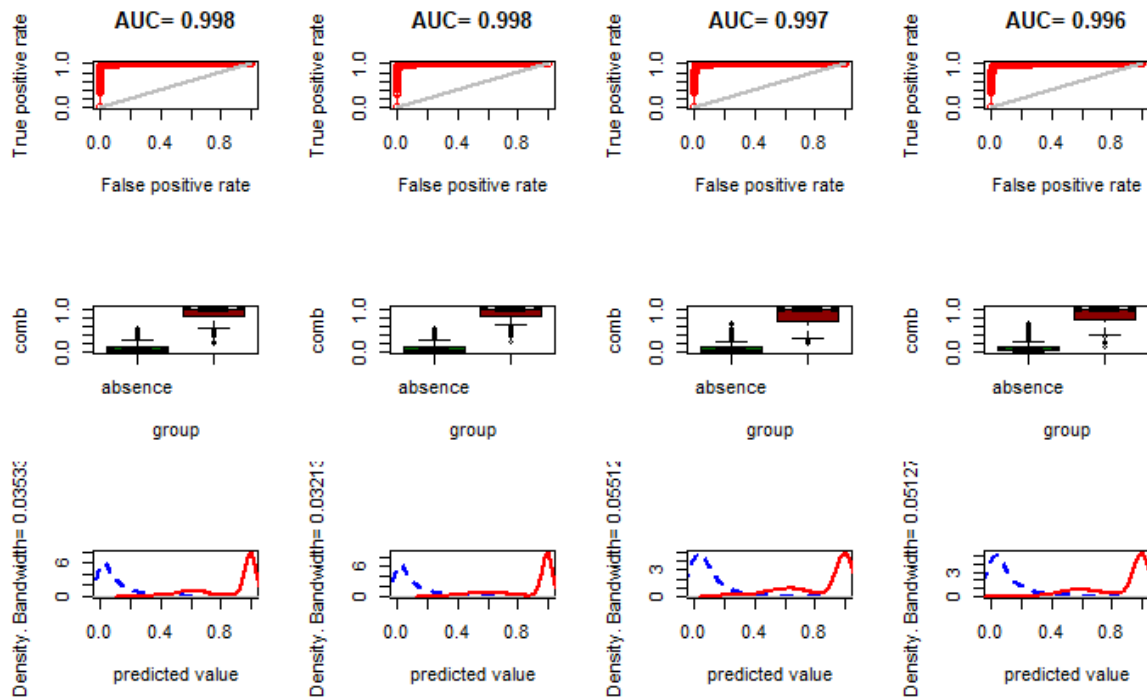 AUC= 0.998
True positive rate
0.0 1.0
0.0 0.4 0.8
False positive rate
AUC= 0.998
True positive rate
0.0 1.0
0.0 0.4 0.8
False positive rate
AUC= 0.997
True positive rate
0.0 1.0
0.0 0.4 0.8
False positive rate
AUC= 0.996
True positive rate
0.0 1.0
0.0 0.4 0.8
False positive rate
comb
0.0 1.0
absence
group
comb
0.0 1.0
absence
group
comb
0.0 1.0
absence
group
comb
0.0 1.0
absence
group
Density. Bandwidth= 0.0353
0 6
0.0 0.4 0.8
predicted value
Density. Bandwidth= 0.0321
0 6
0.0 0.4 0.8
predicted value
Density. Bandwidth= 0.05512
0 3
0.0 0.4 0.8
predicted value
Density. Bandwidth= 0.05127
0 3
0.0 0.4 0.8
predicted value